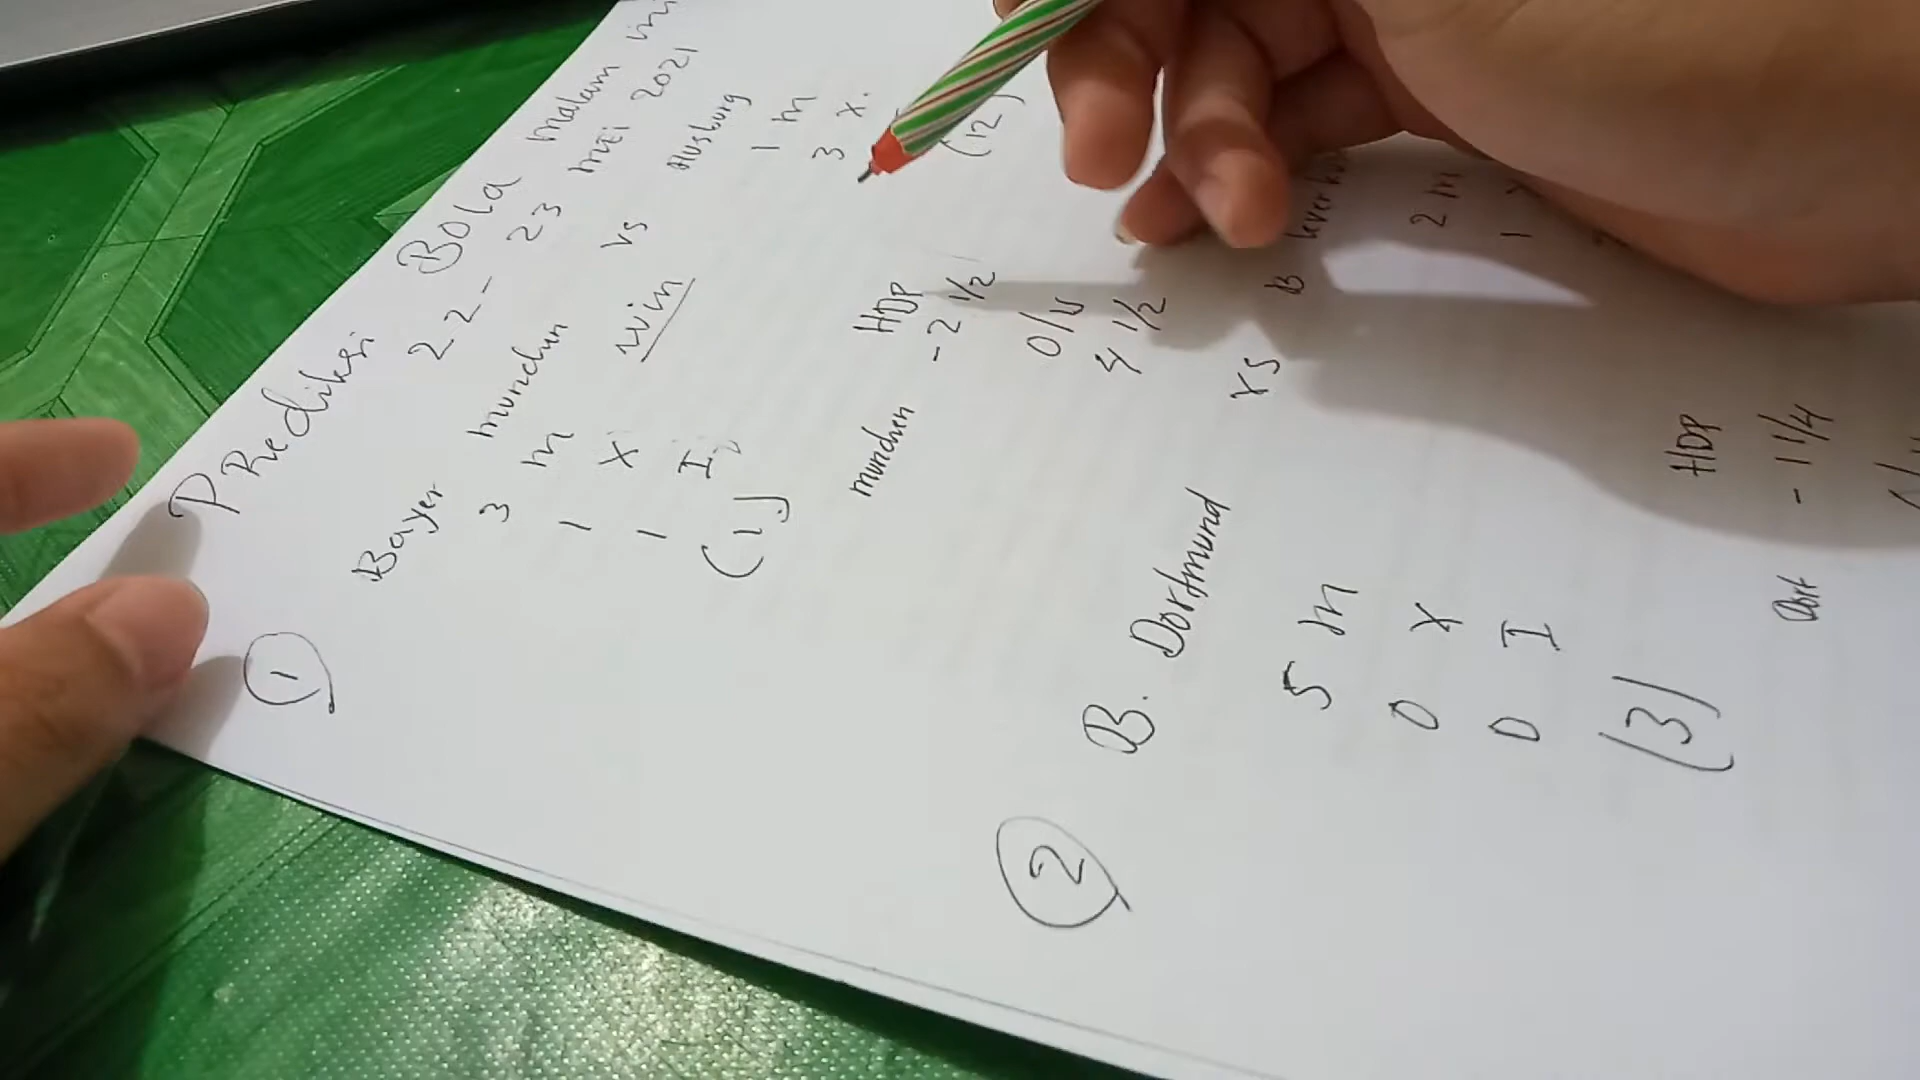 Prediksi Bola malam ini
22 - 23 mei 2021
1
Bayer munchen vs Ausburg
3 m win 1 m
1 x 3 x.
1 I
(1) (12)
HDP
munchen - 2 1/2
O/U
4 1/2
2
B. Dortmund vs B leverkus
5 m 2 m
0 x 1 x
0 I
(3)
HDP
Dort - 1 1/4